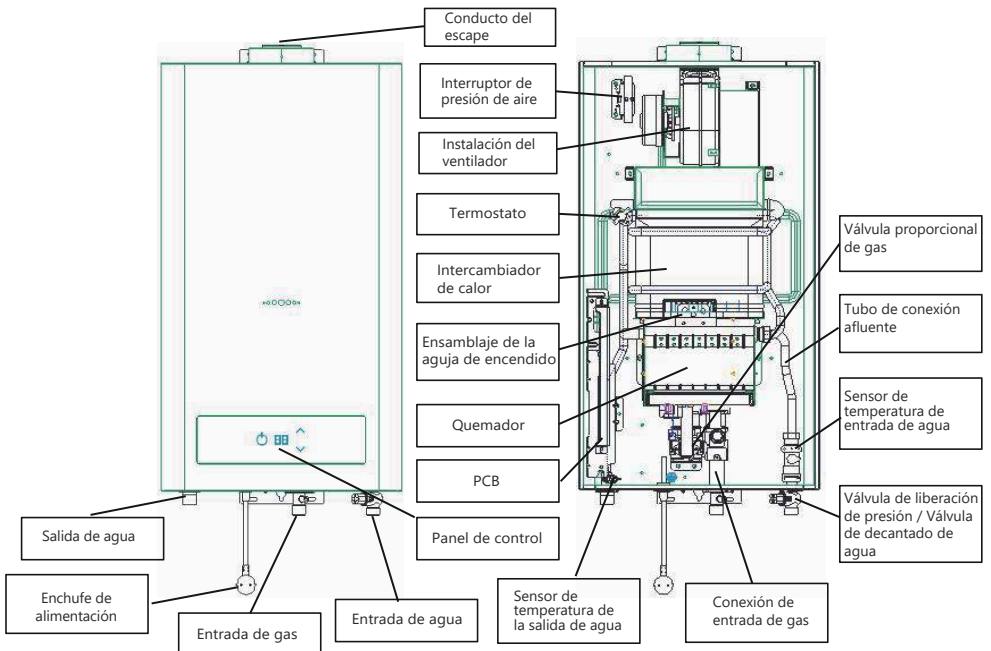 Conducto del
escape
Interruptor de
presión de aire
Instalación del
ventilador
Termostato
Intercambiador
de calor
Ensamblaje de la
aguja de encendido
Quemador
PCB
Panel de control
Válvula proporcional
de gas
Tubo de conexión
afluente
Sensor de
temperatura de
entrada de agua
Válvula de liberación
de presión / Válvula
de decantado de
agua
Salida de agua
Enchufe de
alimentación
Entrada de gas
Entrada de agua
Sensor de
temperatura de
la salida de agua
Conexión de
entrada de gas